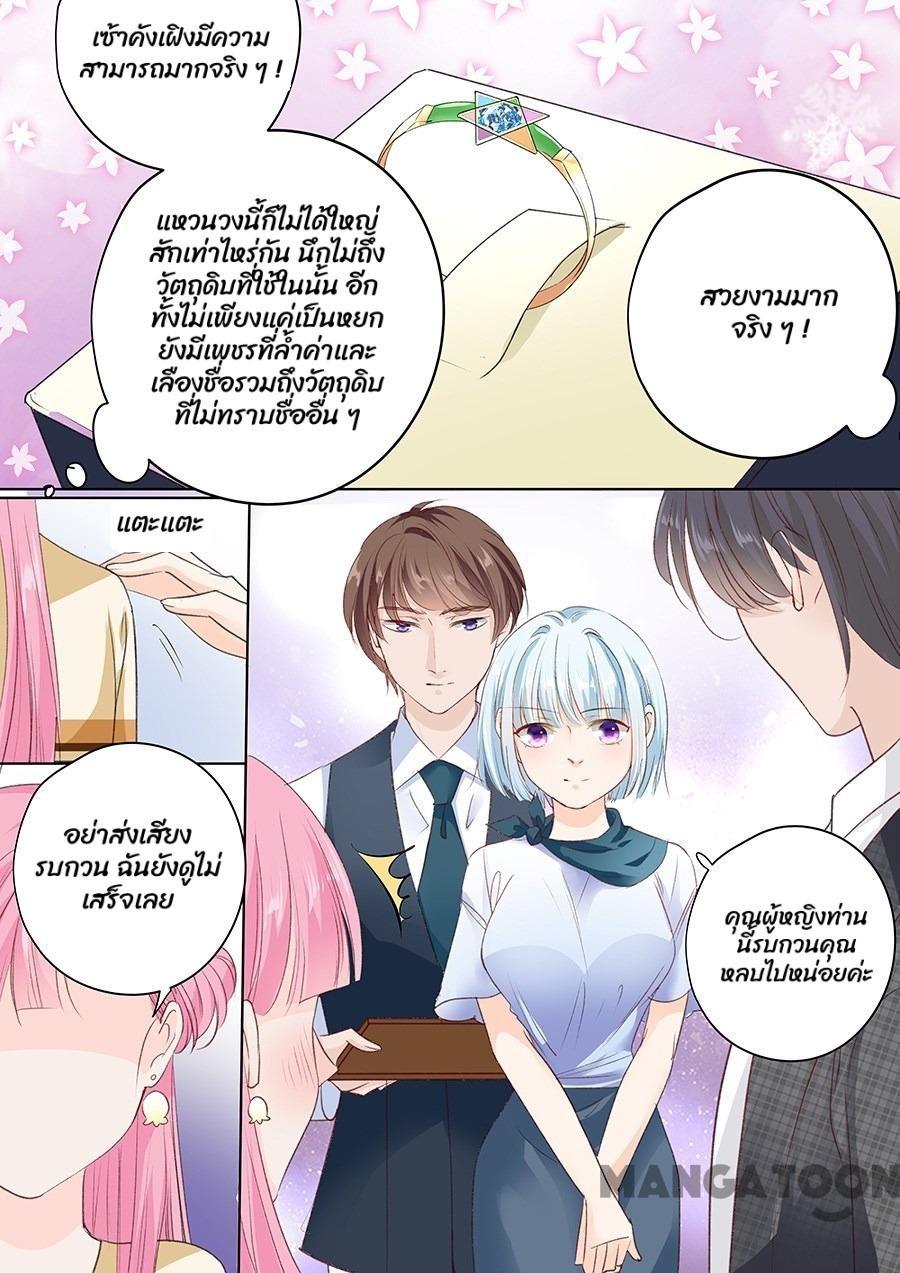 เซ้าคังเฝิงมีความ
สามารถมากจริง ๆ !
แหวนวงนี้ก็ไม่ได้ใหญ่
สักเท่าไหร่กัน นึกไม่ถึง
วัตถุดิบที่ใช้ในนั้น อีก
ทั้งไม่เพียงแค่เป็นหยก
ยังมีเพชรที่ล้ำค่าและ
เลืองชื่อรวมถึงวัตถุดิบ
ที่ไม่ทราบชื่ออื่น ๆ
สวยงามมาก
จริง ๆ !
แตะแตะ
อย่าส่งเสียง
รบกวน ฉันยังดูไม่
เสร็จเลย
คุณผู้หญิงท่าน
นี้รบกวนคุณ
หลบไปหน่อยค่ะ
MANGATOON